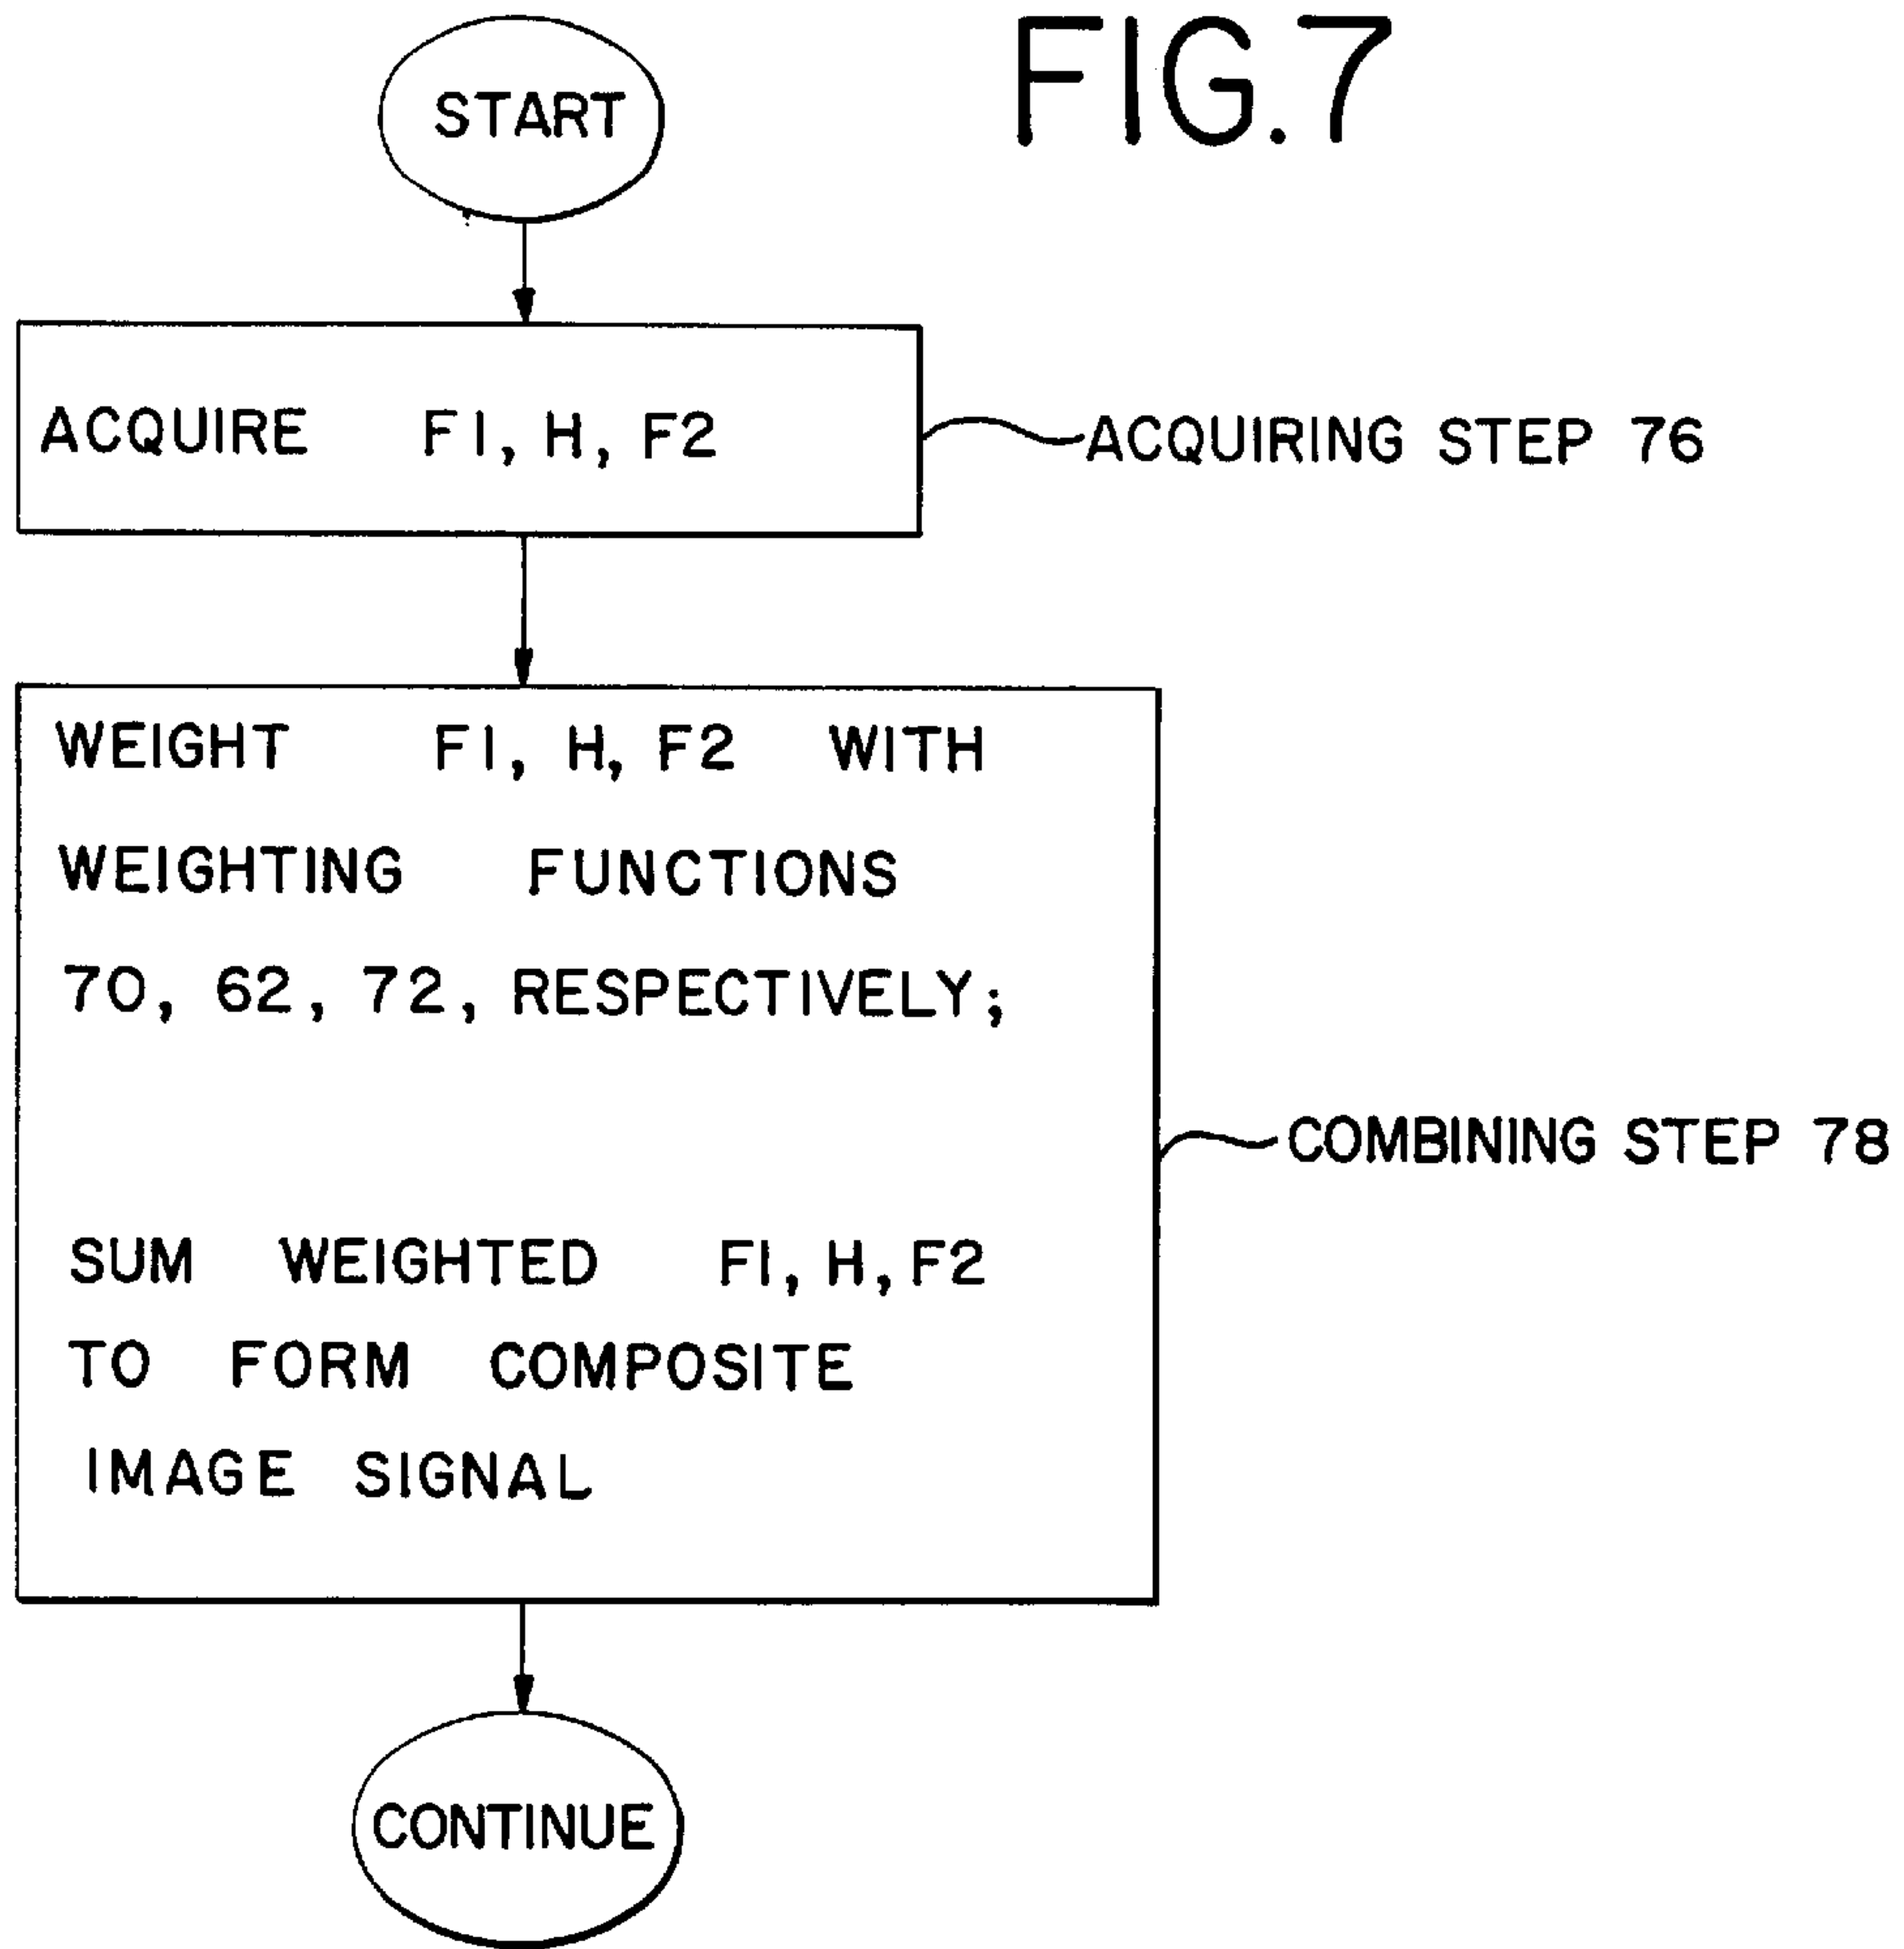 FIG.7
START
ACQUIRE F1, H, F2
ACQUIRING STEP 76
WEIGHT F1, H, F2 WITH
WEIGHTING FUNCTIONS
70, 62, 72, RESPECTIVELY;
COMBINING STEP 78
SUM WEIGHTED F1, H, F2
TO FORM COMPOSITE
IMAGE SIGNAL
CONTINUE